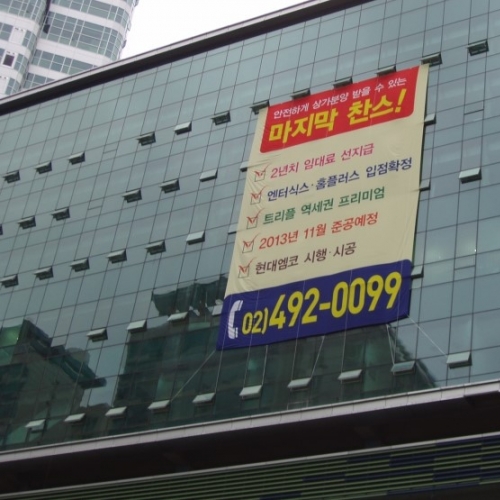 안전하게 상가분양 받을 수 있는
마지막 찬스!
2년치 임대료 선지급
엔터식스·홈플러스 입점확정
트리플 역세권 프리미엄
2013년 11월 준공예정
현대엠코 시행·시공
02)492-0099